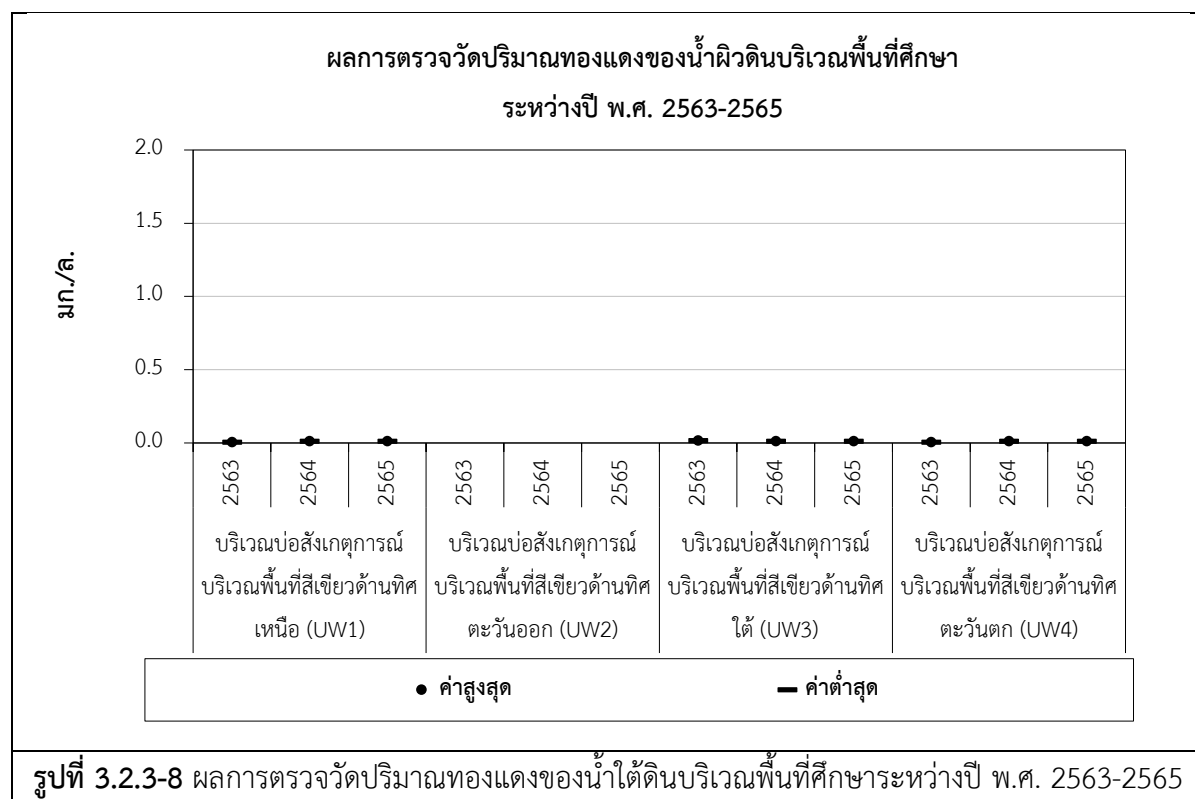 ผลการตรวจวัดปริมาณทองแดงของน้ำผิวดินบริเวณพื้นที่ศึกษา
ระหว่างปี พ.ศ. 2563-2565
มก./ล.
2.0
1.5
1.0
0.5
0.0
2563 2564 2565 2563 2564 2565 2563 2564 2565 2563 2564 2565
บริเวณบ่อสังเกตุการณ์ บริเวณบ่อสังเกตุการณ์ บริเวณบ่อสังเกตุการณ์ บริเวณบ่อสังเกตุการณ์
บริเวณพื้นที่สีเขียวด้านทิศ บริเวณพื้นที่สีเขียวด้านทิศ บริเวณพื้นที่สีเขียวด้านทิศ บริเวณพื้นที่สีเขียวด้านทิศ
เหนือ (UW1) ตะวันออก (UW2) ใต้ (UW3) ตะวันตก (UW4)
ค่าสูงสุด ค่าต่ำสุด
รูปที่ 3.2.3-8 ผลการตรวจวัดปริมาณทองแดงของน้ำใต้ดินบริเวณพื้นที่ศึกษาระหว่างปี พ.ศ. 2563-2565